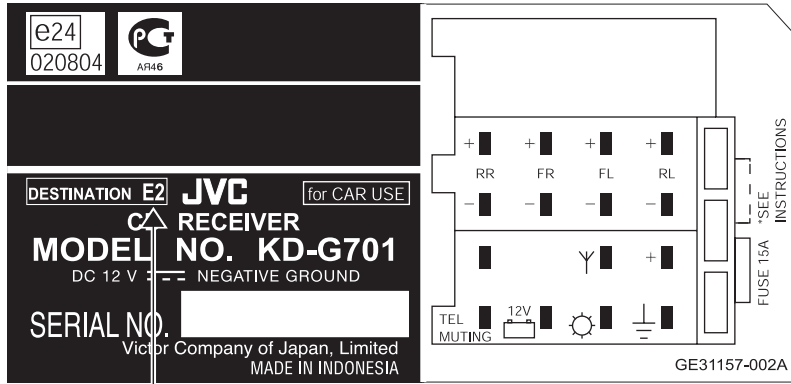 e24
020804
РСТ
АЯ46
DESTINATION E2
JVC
for CAR USE
RECEIVER
MODEL NO. KD-G701
DC 12 V NEGATIVE GROUND
SERIAL NO.
Victor Company of Japan, Limited
MADE IN INDONESIA
+ + + +
RR FR FL RL
– – – –
+
TEL
MUTING
12V
*SEE
INSTRUCTIONS
FUSE 15A
GE31157-002A